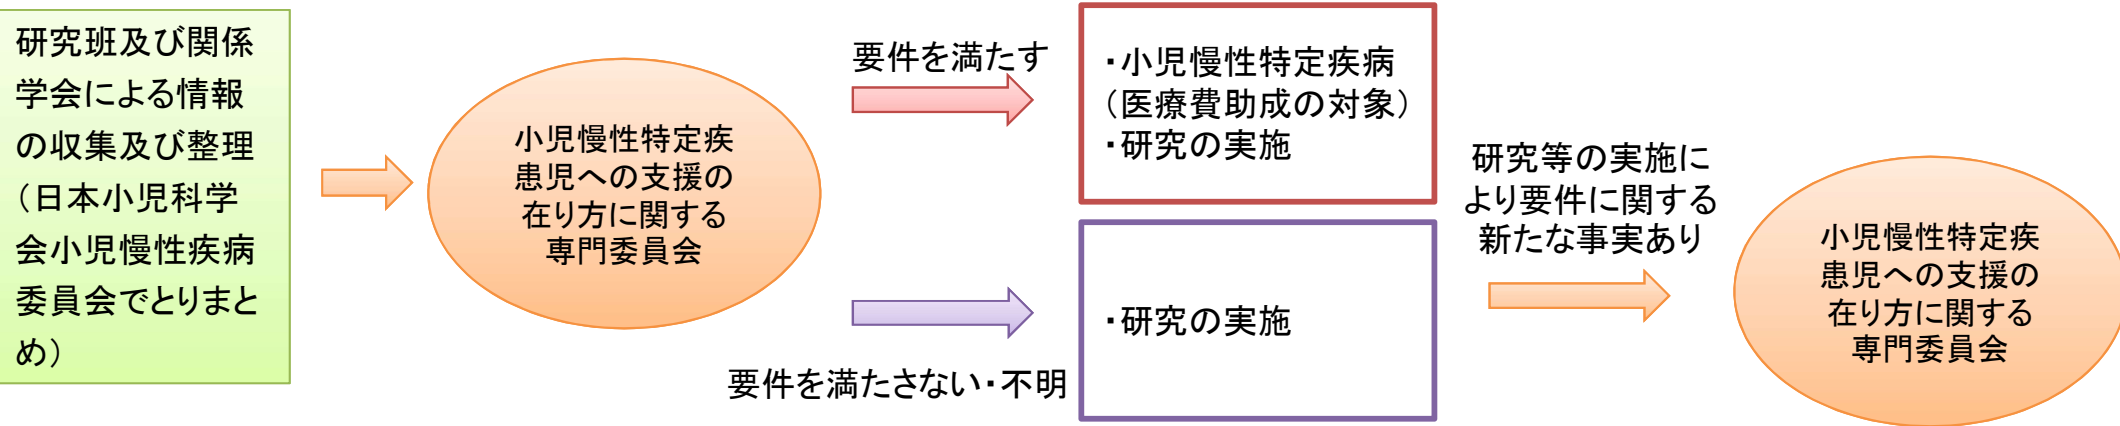 研究班及び関係
学会による情報
の収集及び整理
（日本小児科学
会小児慢性疾病
委員会でとりまと
め）
小児慢性特定疾
患児への支援の
在り方に関する
専門委員会
要件を満たす
・小児慢性特定疾病
（医療費助成の対象）
・研究の実施
要件を満たさない・不明
・研究の実施
研究等の実施に
より要件に関する
新たな事実あり
小児慢性特定疾
患児への支援の
在り方に関する
専門委員会